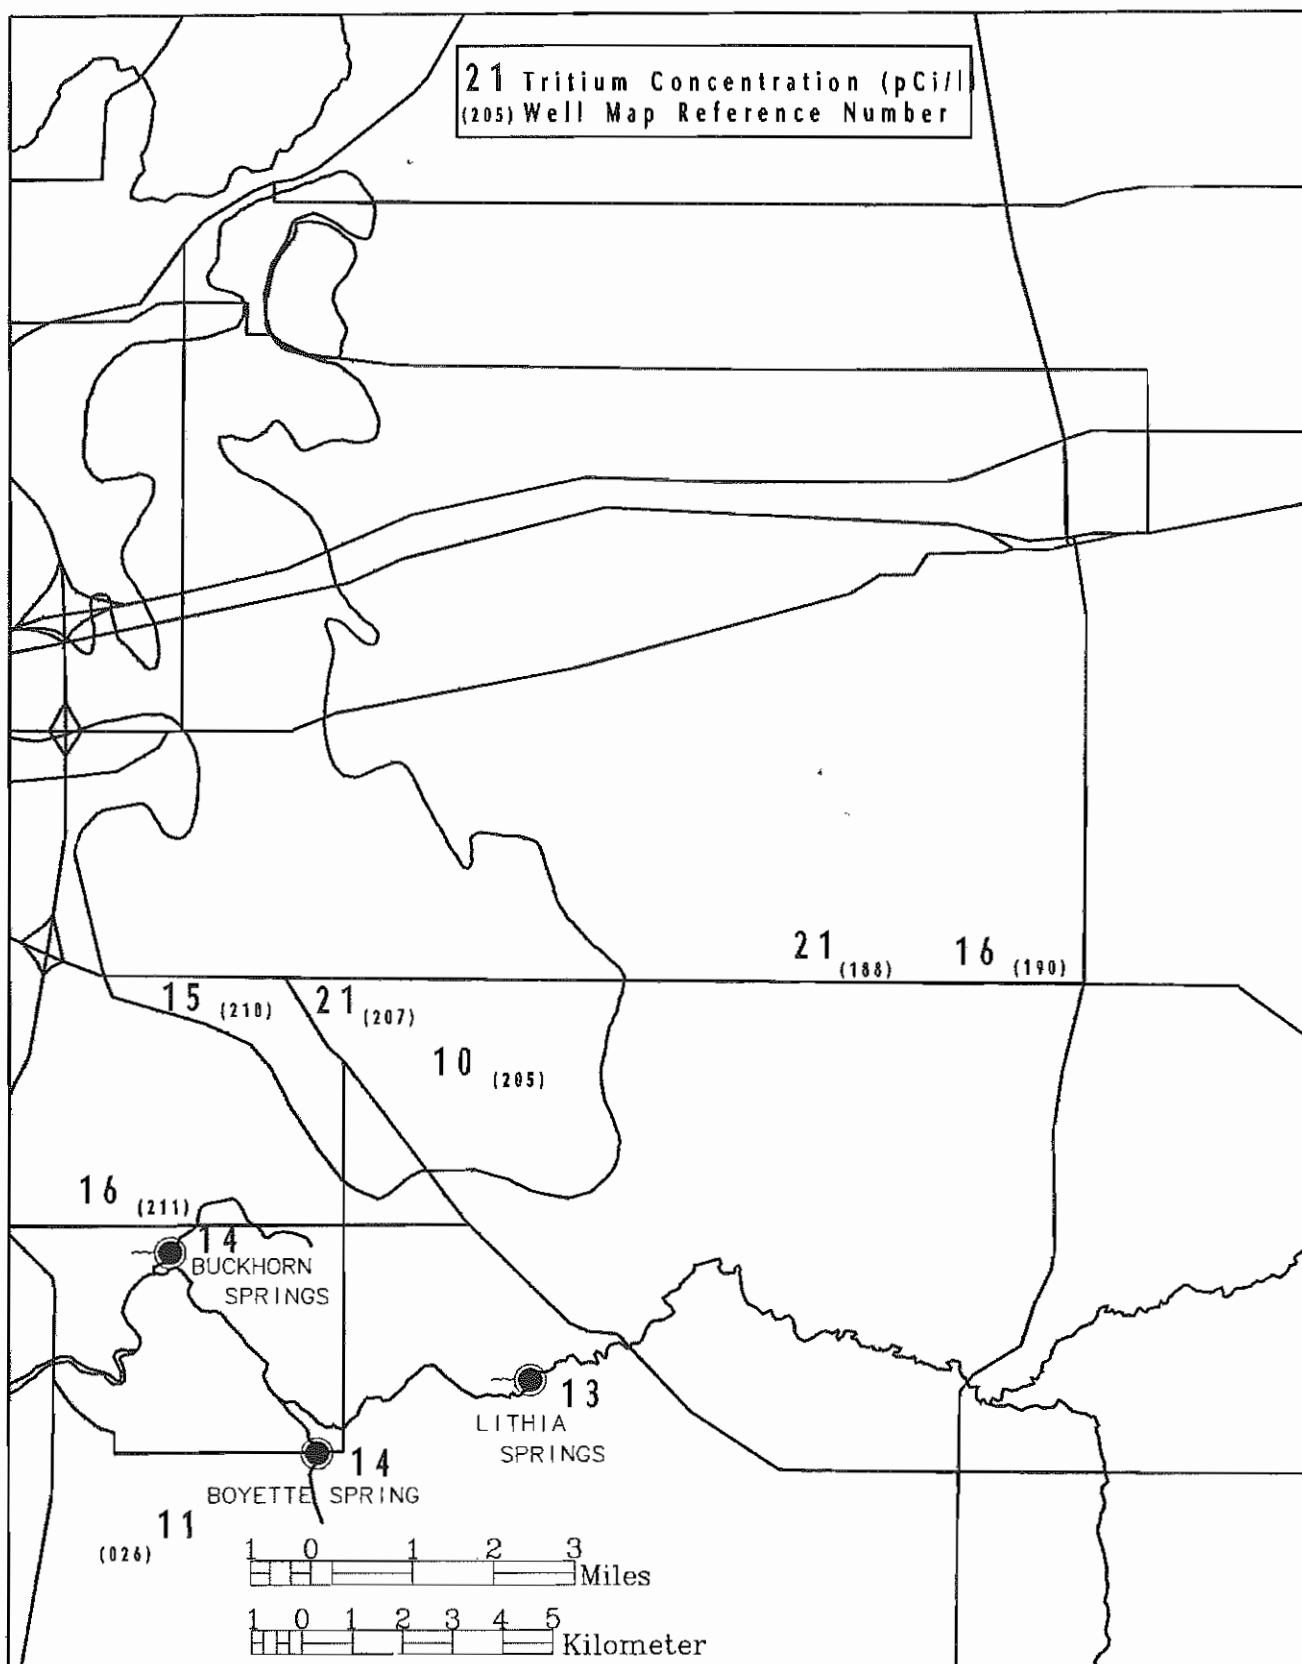 21 Tritium Concentration (pCi/l
(205) Well Map Reference Number
21 (188) 16 (190)
15 (210) 21 (207)
10 (205)
16 (211)
14
BUCKHORN
SPRINGS
13
LITHIA
SPRINGS
14
BOYETTE SPRING
11
(026)
1 0 1 2 3
Miles
1 0 1 2 3 4 5
Kilometer